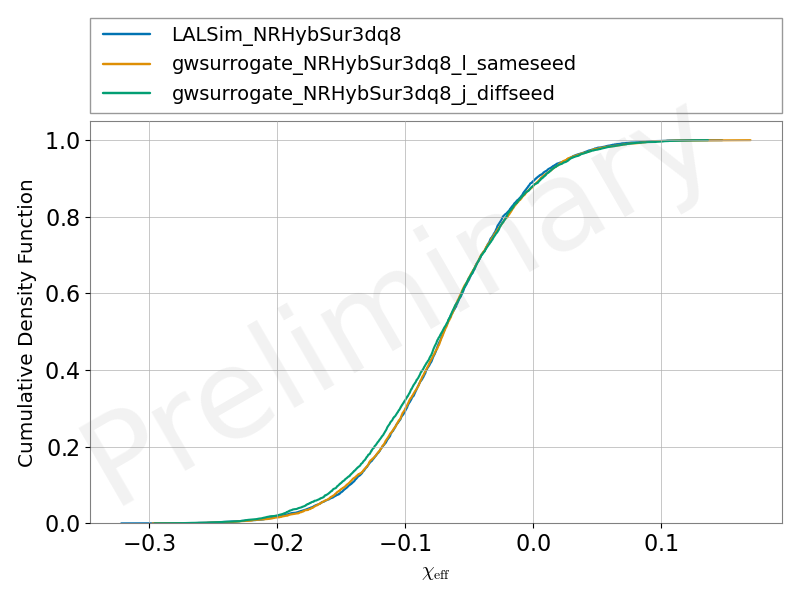 LALSim_NRHybSur3dq8
gwsurrogate_NRHybSur3dq8_l_sameseed
gwsurrogate_NRHybSur3dq8_j_diffseed
Preliminary
Cumulative Density Function
1.0
0.8
0.6
0.4
0.2
0.0
−0.3 −0.2 −0.1 0.0 0.1
χeff